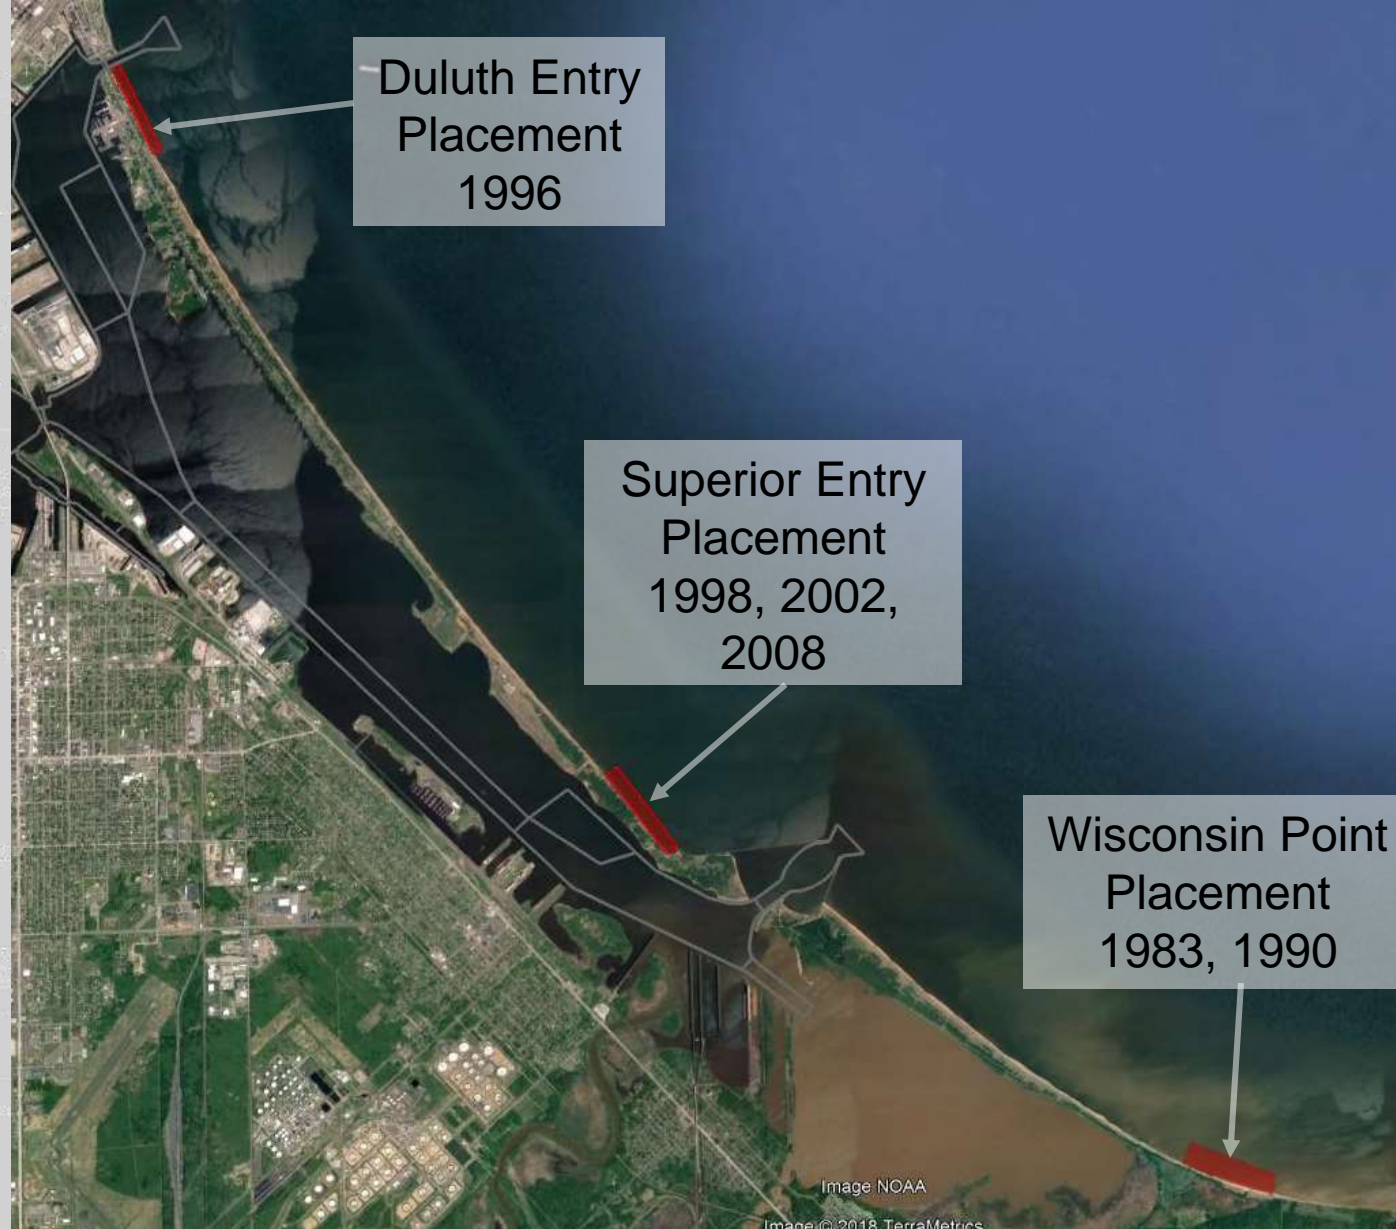 Duluth Entry
Placement
1996
Superior Entry
Placement
1998, 2002,
2008
Wisconsin Point
Placement
1983, 1990
Image NOAA
Image © 2018 TerraMetrics